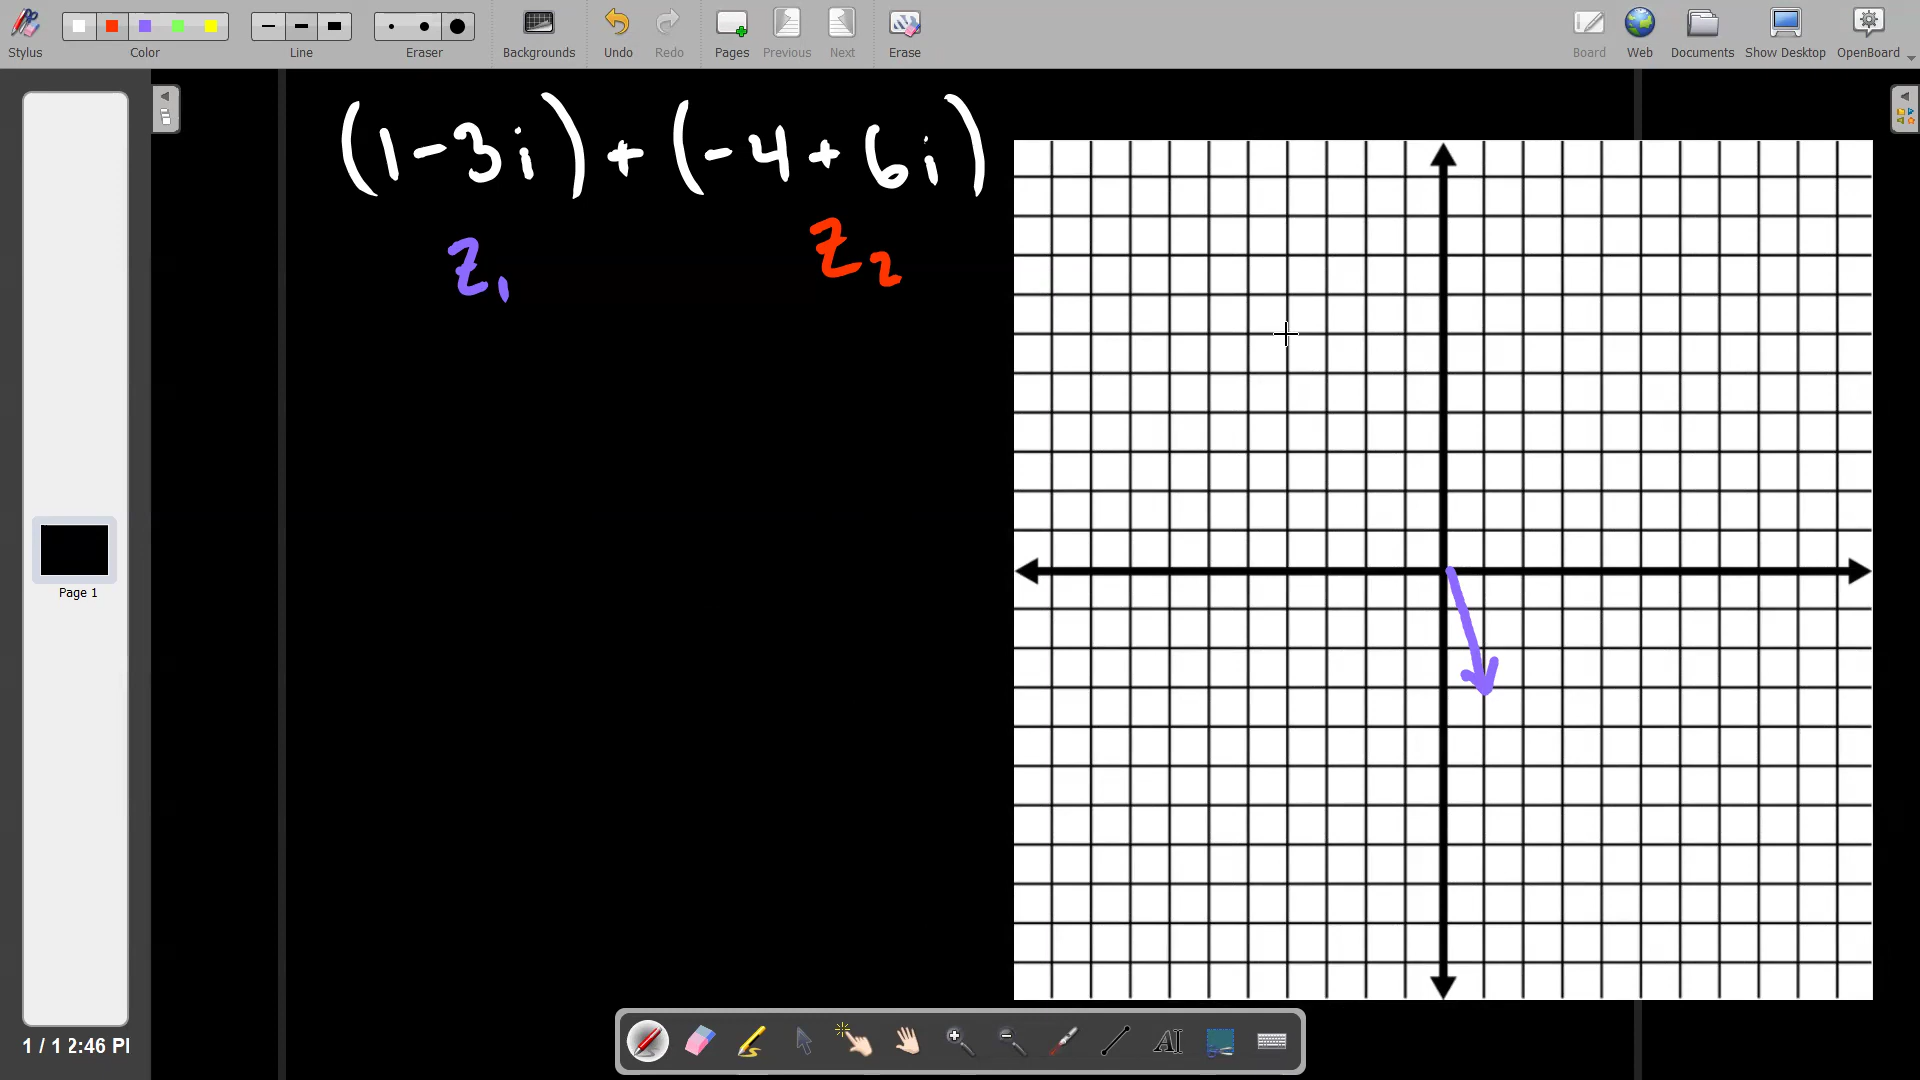 Stylus Color Line Eraser Backgrounds Undo Redo Pages Previous Next Erase Board Web Documents Show Desktop OpenBoard
(1-3i)+(-4+6i)
z₁ z₂
Page 1
1 / 1 2:46 P
AI